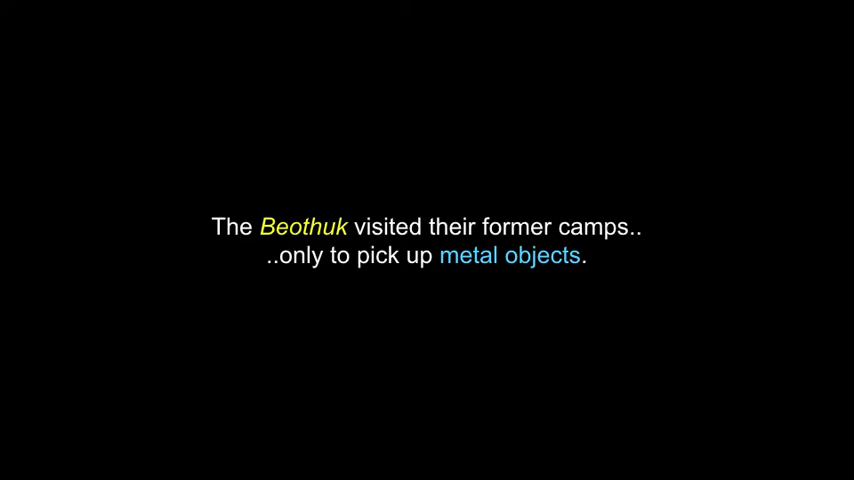 The Beothuk visited their former camps..
..only to pick up metal objects.